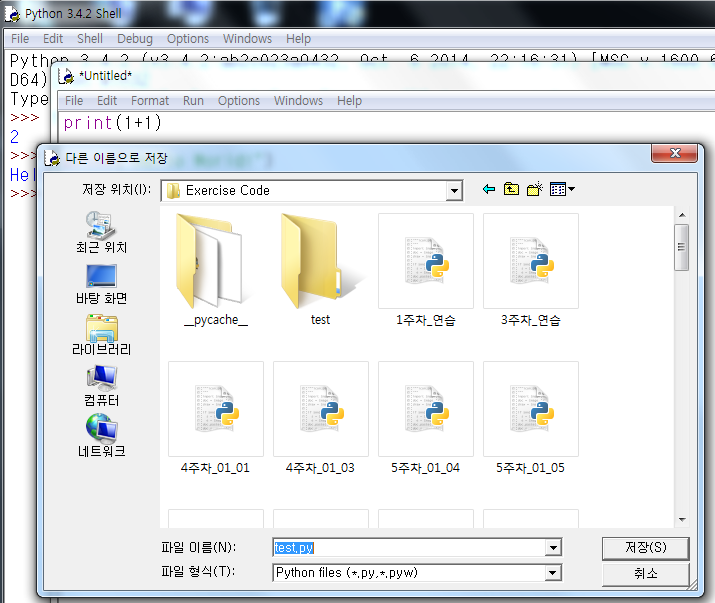 Python 3.4.2 Shell
File Edit Shell Debug Options Windows Help
Python 3.4.2 (v3.4.2:ab2c023a9432, Oct 6 2014, 22:16:31) [MSC v.1600 6
D64)
Type
>>>
2
>>>
Hel
>>>
*Untitled*
File Edit Format Run Options Windows Help
print(1+1)
다른 이름으로 저장
저장 위치(I):
Exercise Code
최근 위치
바탕 화면
라이브러리
컴퓨터
네트워크
__pycache__
test
1주차_연습
3주차_연습
4주차_01_01
4주차_01_03
5주차_01_04
5주차_01_05
파일 이름(N):
test.py
저장(S)
파일 형식(T):
Python files (*.py,*.pyw)
취소